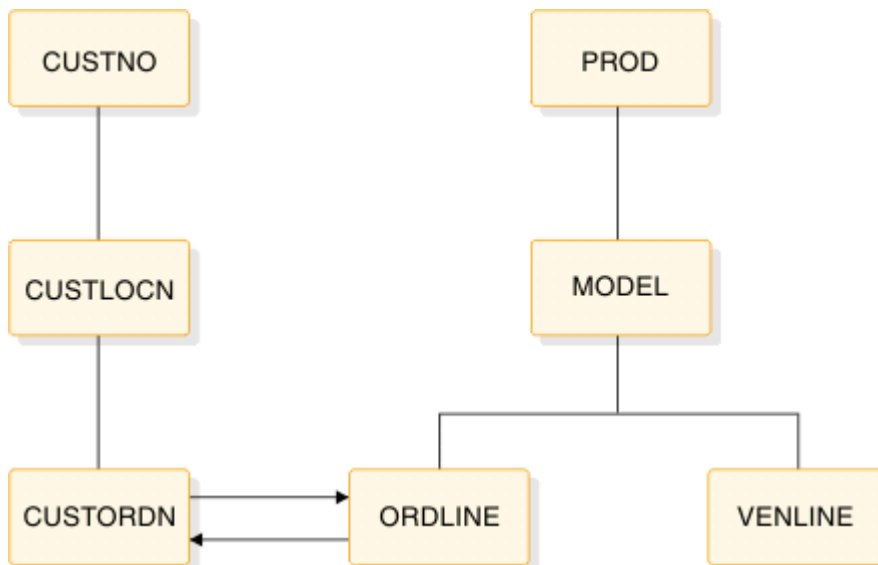 CUSTNO
PROD
CUSTLOCN
MODEL
CUSTORDN
ORDLINE
VENLINE